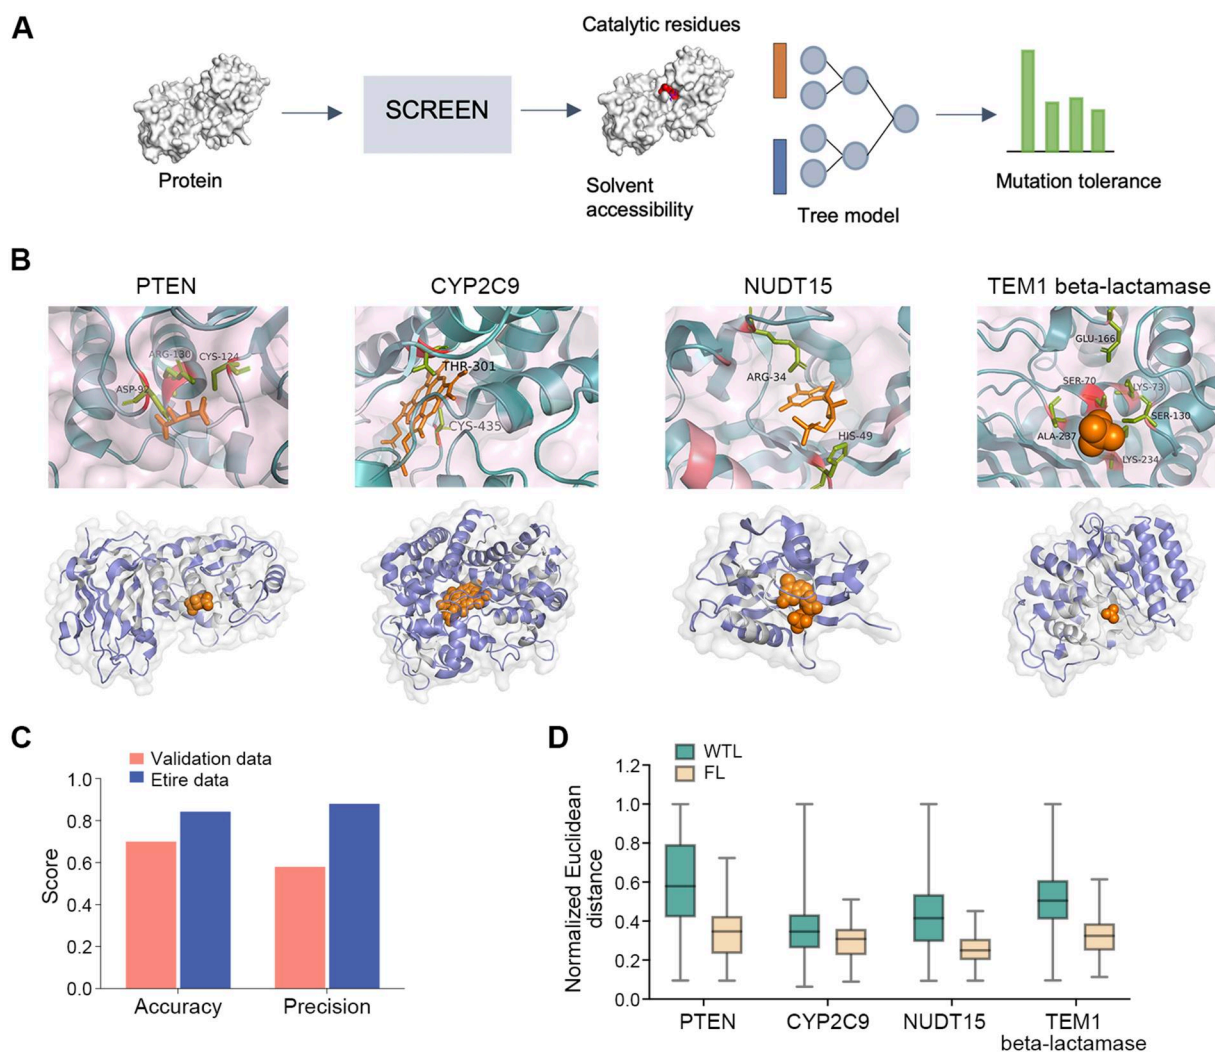 A
Catalytic residues
SCREEN
Protein
Solvent
accessibility
Tree model
Mutation tolerance
B
PTEN
CYP2C9
NUDT15
TEM1 beta-lactamase
ARG-130
CYS-124
THR-301
CYS-435
ARG-34
HIS-49
GLU-166
SER-70
LYS-73
SER-130
ALA-237
LYS-234
C
Validation data
Etire data
Score
1.0
0.8
0.6
0.4
0.2
0.0
Accuracy
Precision
D
WTL
FL
Normalized Euclidean
distance
1.2
1.0
0.8
0.6
0.4
0.2
0.0
PTEN
CYP2C9
NUDT15
TEM1
beta-lactamase